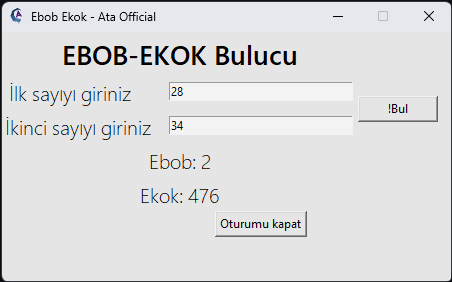 Ebob Ekok - Ata Official
EBOB-EKOK Bulucu
İlk sayıyı giriniz
28
!Bul
İkinci sayıyı giriniz
34
Ebob: 2
Ekok: 476
Oturumu kapat